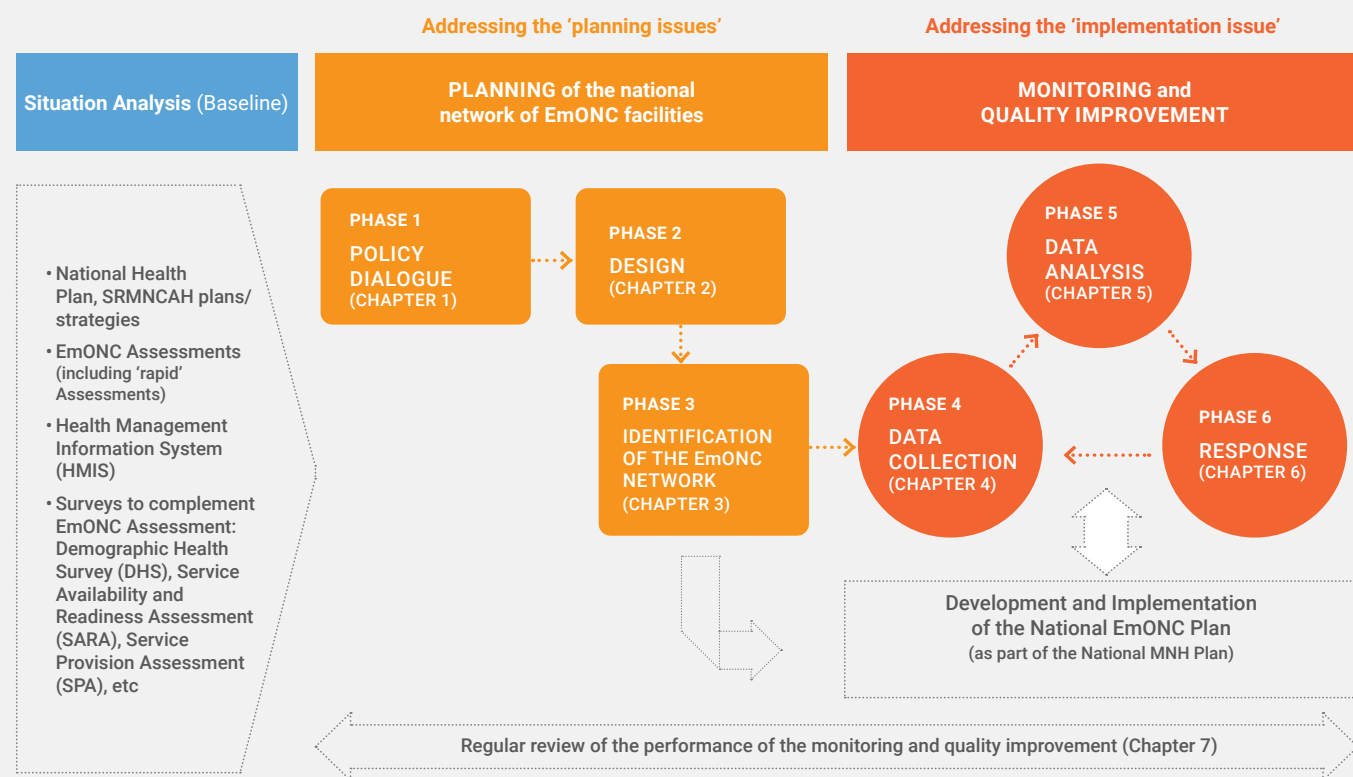 Addressing the ‘planning issues’
Addressing the ‘implementation issue’
Situation Analysis (Baseline)
PLANNING of the national
network of EmONC facilities
MONITORING and
QUALITY IMPROVEMENT
• National Health
Plan, SRMNCAH plans/
strategies
• EmONC Assessments
(including ‘rapid’
Assessments)
• Health Management
Information System
(HMIS)
• Surveys to complement
EmONC Assessment:
Demographic Health
Survey (DHS), Service
Availability and
Readiness Assessment
(SARA), Service
Provision Assessment
(SPA), etc
PHASE 1
POLICY
DIALOGUE
(CHAPTER 1)
PHASE 2
DESIGN
(CHAPTER 2)
PHASE 3
IDENTIFICATION
OF THE EmONC
NETWORK
(CHAPTER 3)
PHASE 4
DATA
COLLECTION
(CHAPTER 4)
PHASE 5
DATA
ANALYSIS
(CHAPTER 5)
PHASE 6
RESPONSE
(CHAPTER 6)
Development and Implementation
of the National EmONC Plan
(as part of the National MNH Plan)
Regular review of the performance of the monitoring and quality improvement (Chapter 7)